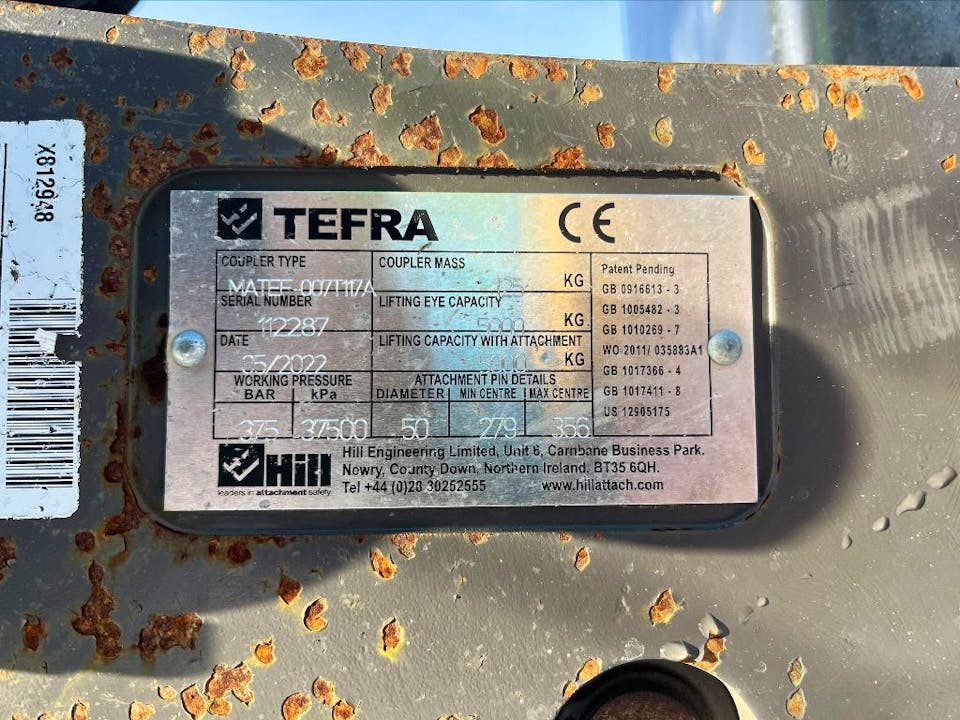 X812948
TEFRA CE
COUPLER TYPE
MATEF 007T117A
SERIAL NUMBER
112287
DATE
05/2022
COUPLER MASS
KG
LIFTING EYE CAPACITY
5000 KG
LIFTING CAPACITY WITH ATTACHMENT
5000 KG
WORKING PRESSURE
BAR kPa
375 37500
ATTACHMENT PIN DETAILS
DIAMETER MIN CENTRE MAX CENTRE
50 279 356
Patent Pending
GB 0916613 - 3
GB 1005482 - 3
GB 1010269 - 7
WO 2011/ 035883A1
GB 1017366 - 4
GB 1017411 - 8
US 12905175
Hill
leaders in attachment safety
Hill Engineering Limited, Unit 6, Carnbane Business Park.
Newry, County Down, Northern Ireland. BT35 6QH.
Tel +44 (0)28 30252555 www.hillattach.com